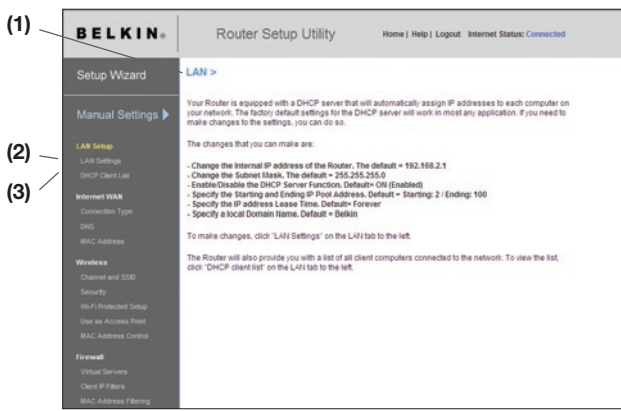 (1)
(2)
(3)
BELKIN®
Router Setup Utility
Home | Help | Logout Internet Status: Connected
Setup Wizard
Manual Settings
LAN Setup
LAN Settings
DHCP Client List
Internet WAN
Connection Type
DNS
MAC Address
Wireless
Channel and SSID
Security
Wi-Fi Protected Setup
Use as Access Point
MAC Address Control
Firewall
Virtual Servers
Client IP Filters
MAC Address Filtering
LAN >
Your Router is equipped with a DHCP server that will automatically assign IP addresses to each computer on
your network. The factory default settings for the DHCP server will work in most any application. If you need to
make changes to the settings, you can do so.
The changes that you can make are:
- Change the Internal IP address of the Router. The default = 192.168.2.1
- Change the Subnet Mask. The default = 255.255.255.0
- Enable/Disable the DHCP Server Function. Default= ON (Enabled)
- Specify the Starting and Ending IP Pool Address. Default = Starting: 2 / Ending: 100
- Specify the IP address Lease Time. Default= Forever
- Specify a local Domain Name. Default = Belkin
To make changes, click "LAN Settings" on the LAN tab to the left.
The Router will also provide you with a list of all client computers connected to the network. To view the list,
click "DHCP client list" on the LAN tab to the left.